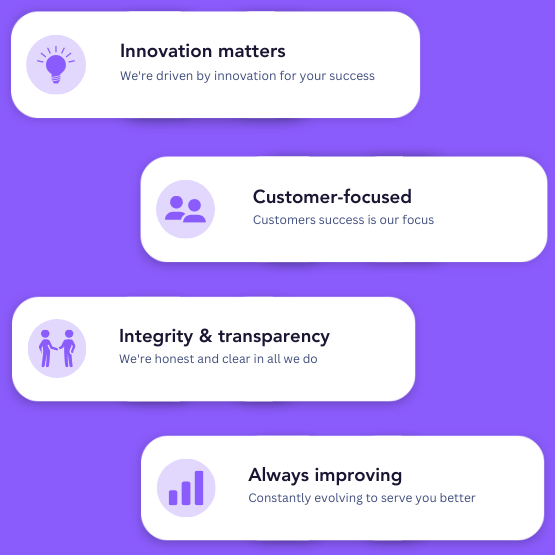 Innovation matters
We're driven by innovation for your success
Customer-focused
Customers success is our focus
Integrity & transparency
We're honest and clear in all we do
Always improving
Constantly evolving to serve you better